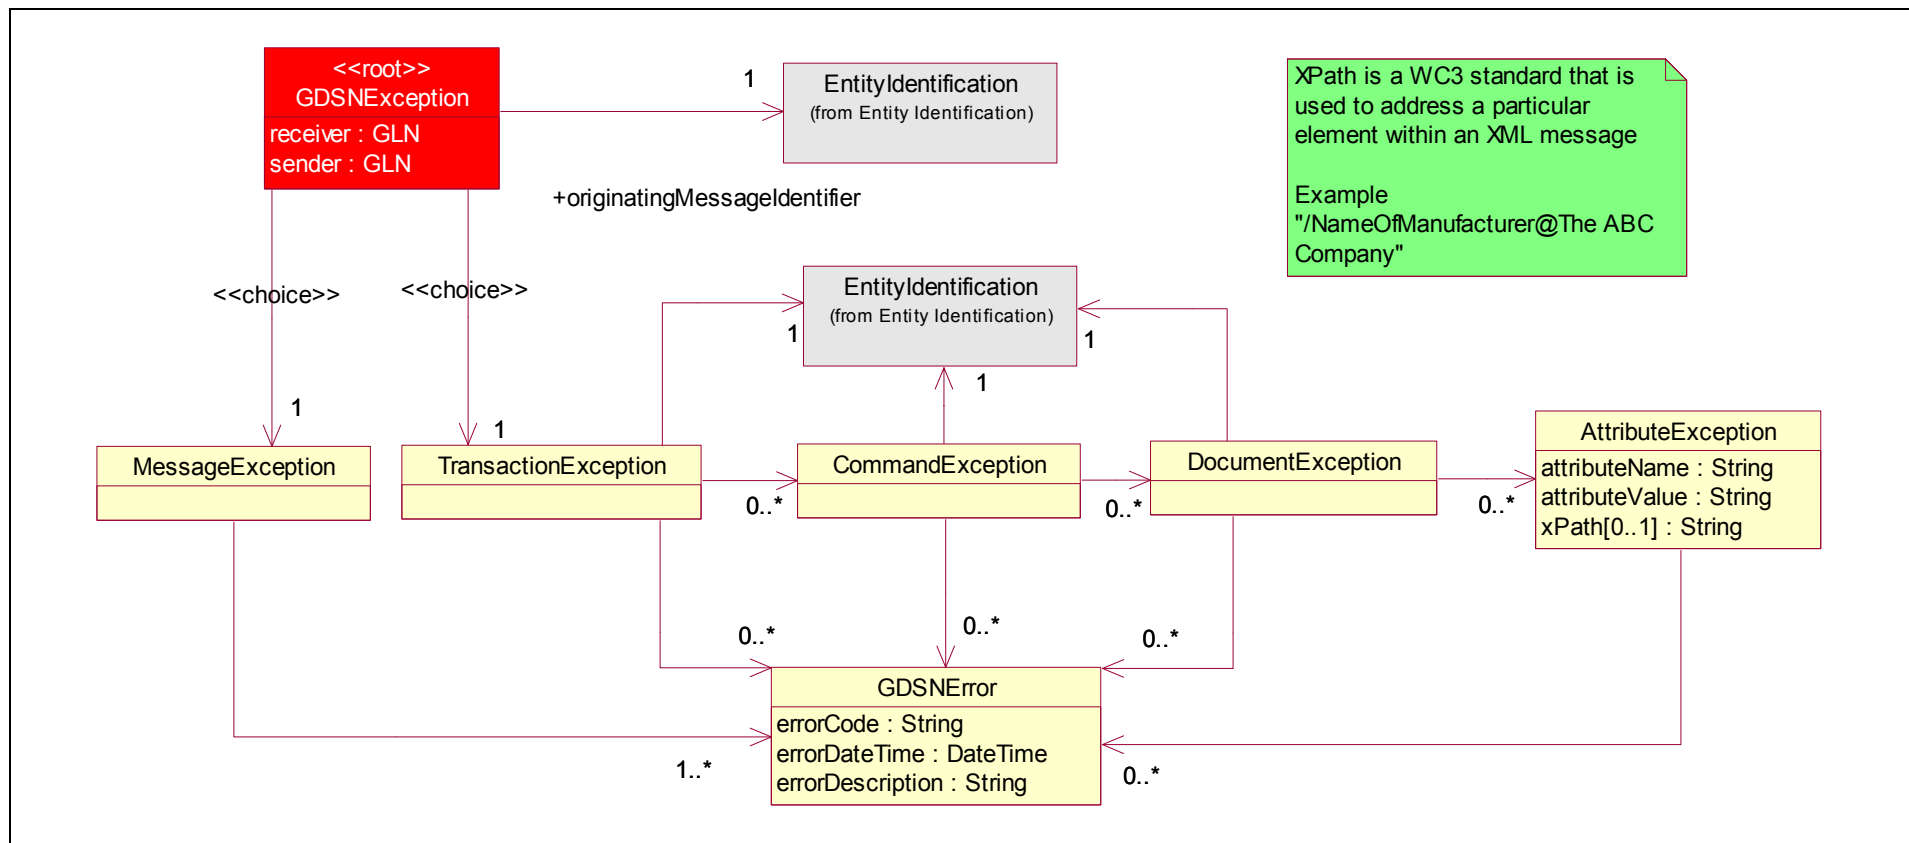 <<root>>
GDSNException
receiver : GLN
sender : GLN
1
EntityIdentification
(from Entity Identification)
+originatingMessageIdentifier
XPath is a WC3 standard that is
used to address a particular
element within an XML message
Example
"/NameOfManufacturer@The ABC
Company"
<<choice>>
<<choice>>
EntityIdentification
(from Entity Identification)
1
1
1
1
1
MessageException
TransactionException
0..*
CommandException
0..*
DocumentException
0..*
AttributeException
attributeName : String
attributeValue : String
xPath[0..1] : String
0..*
0..*
0..*
1..*
0..*
GDSNError
errorCode : String
errorDateTime : DateTime
errorDescription : String